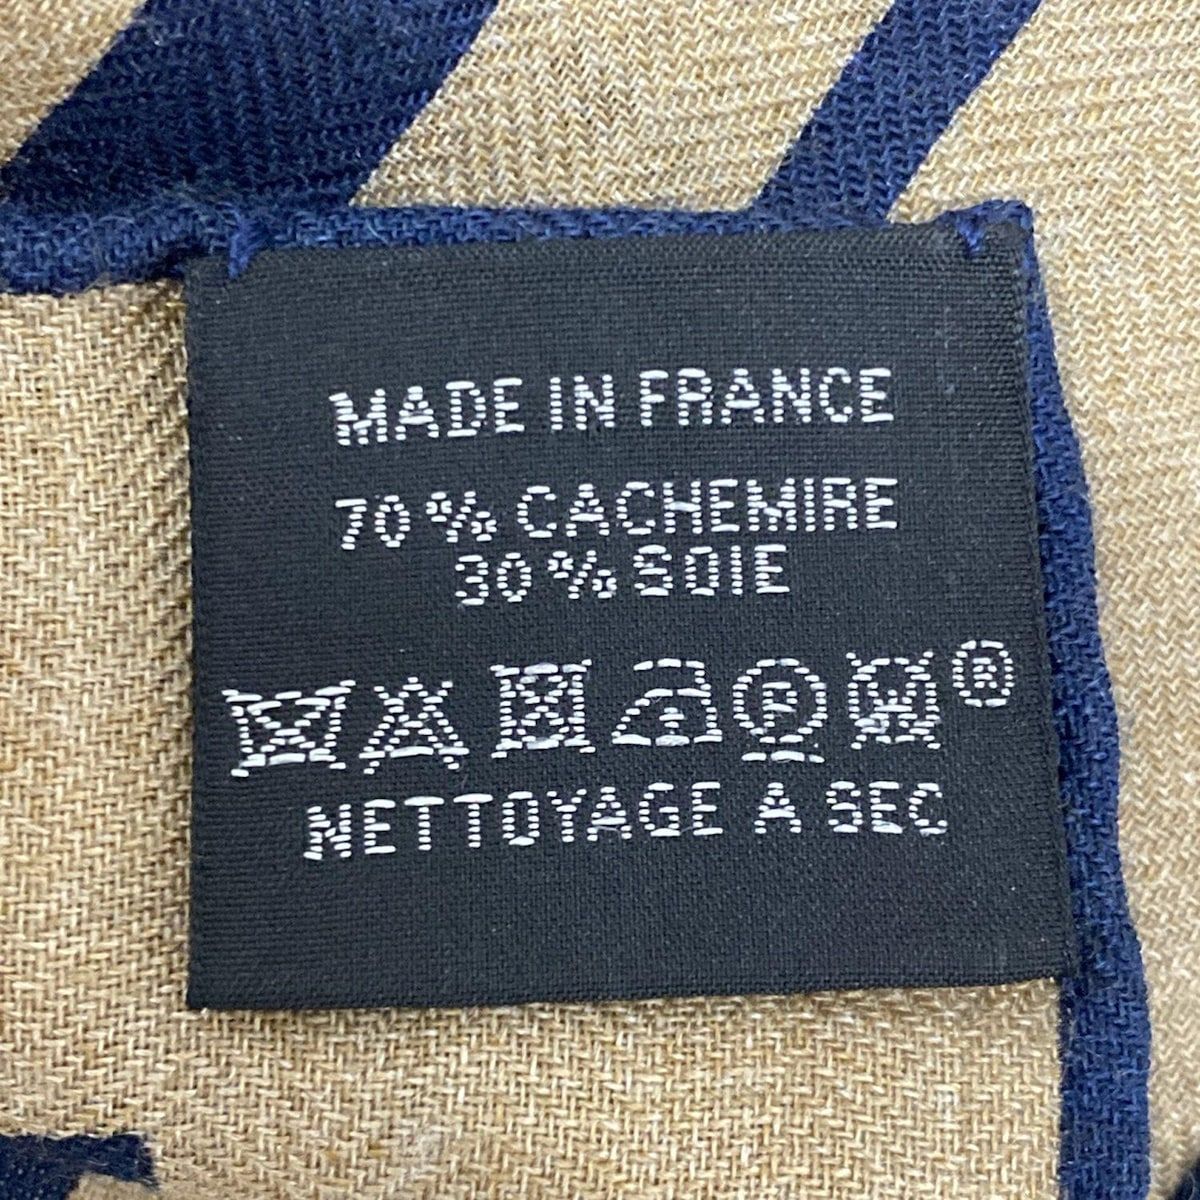 MADE IN FRANCE
70 % CACHEMIRE
30 % SOIE
P W ®
NETTOYAGE A SEC